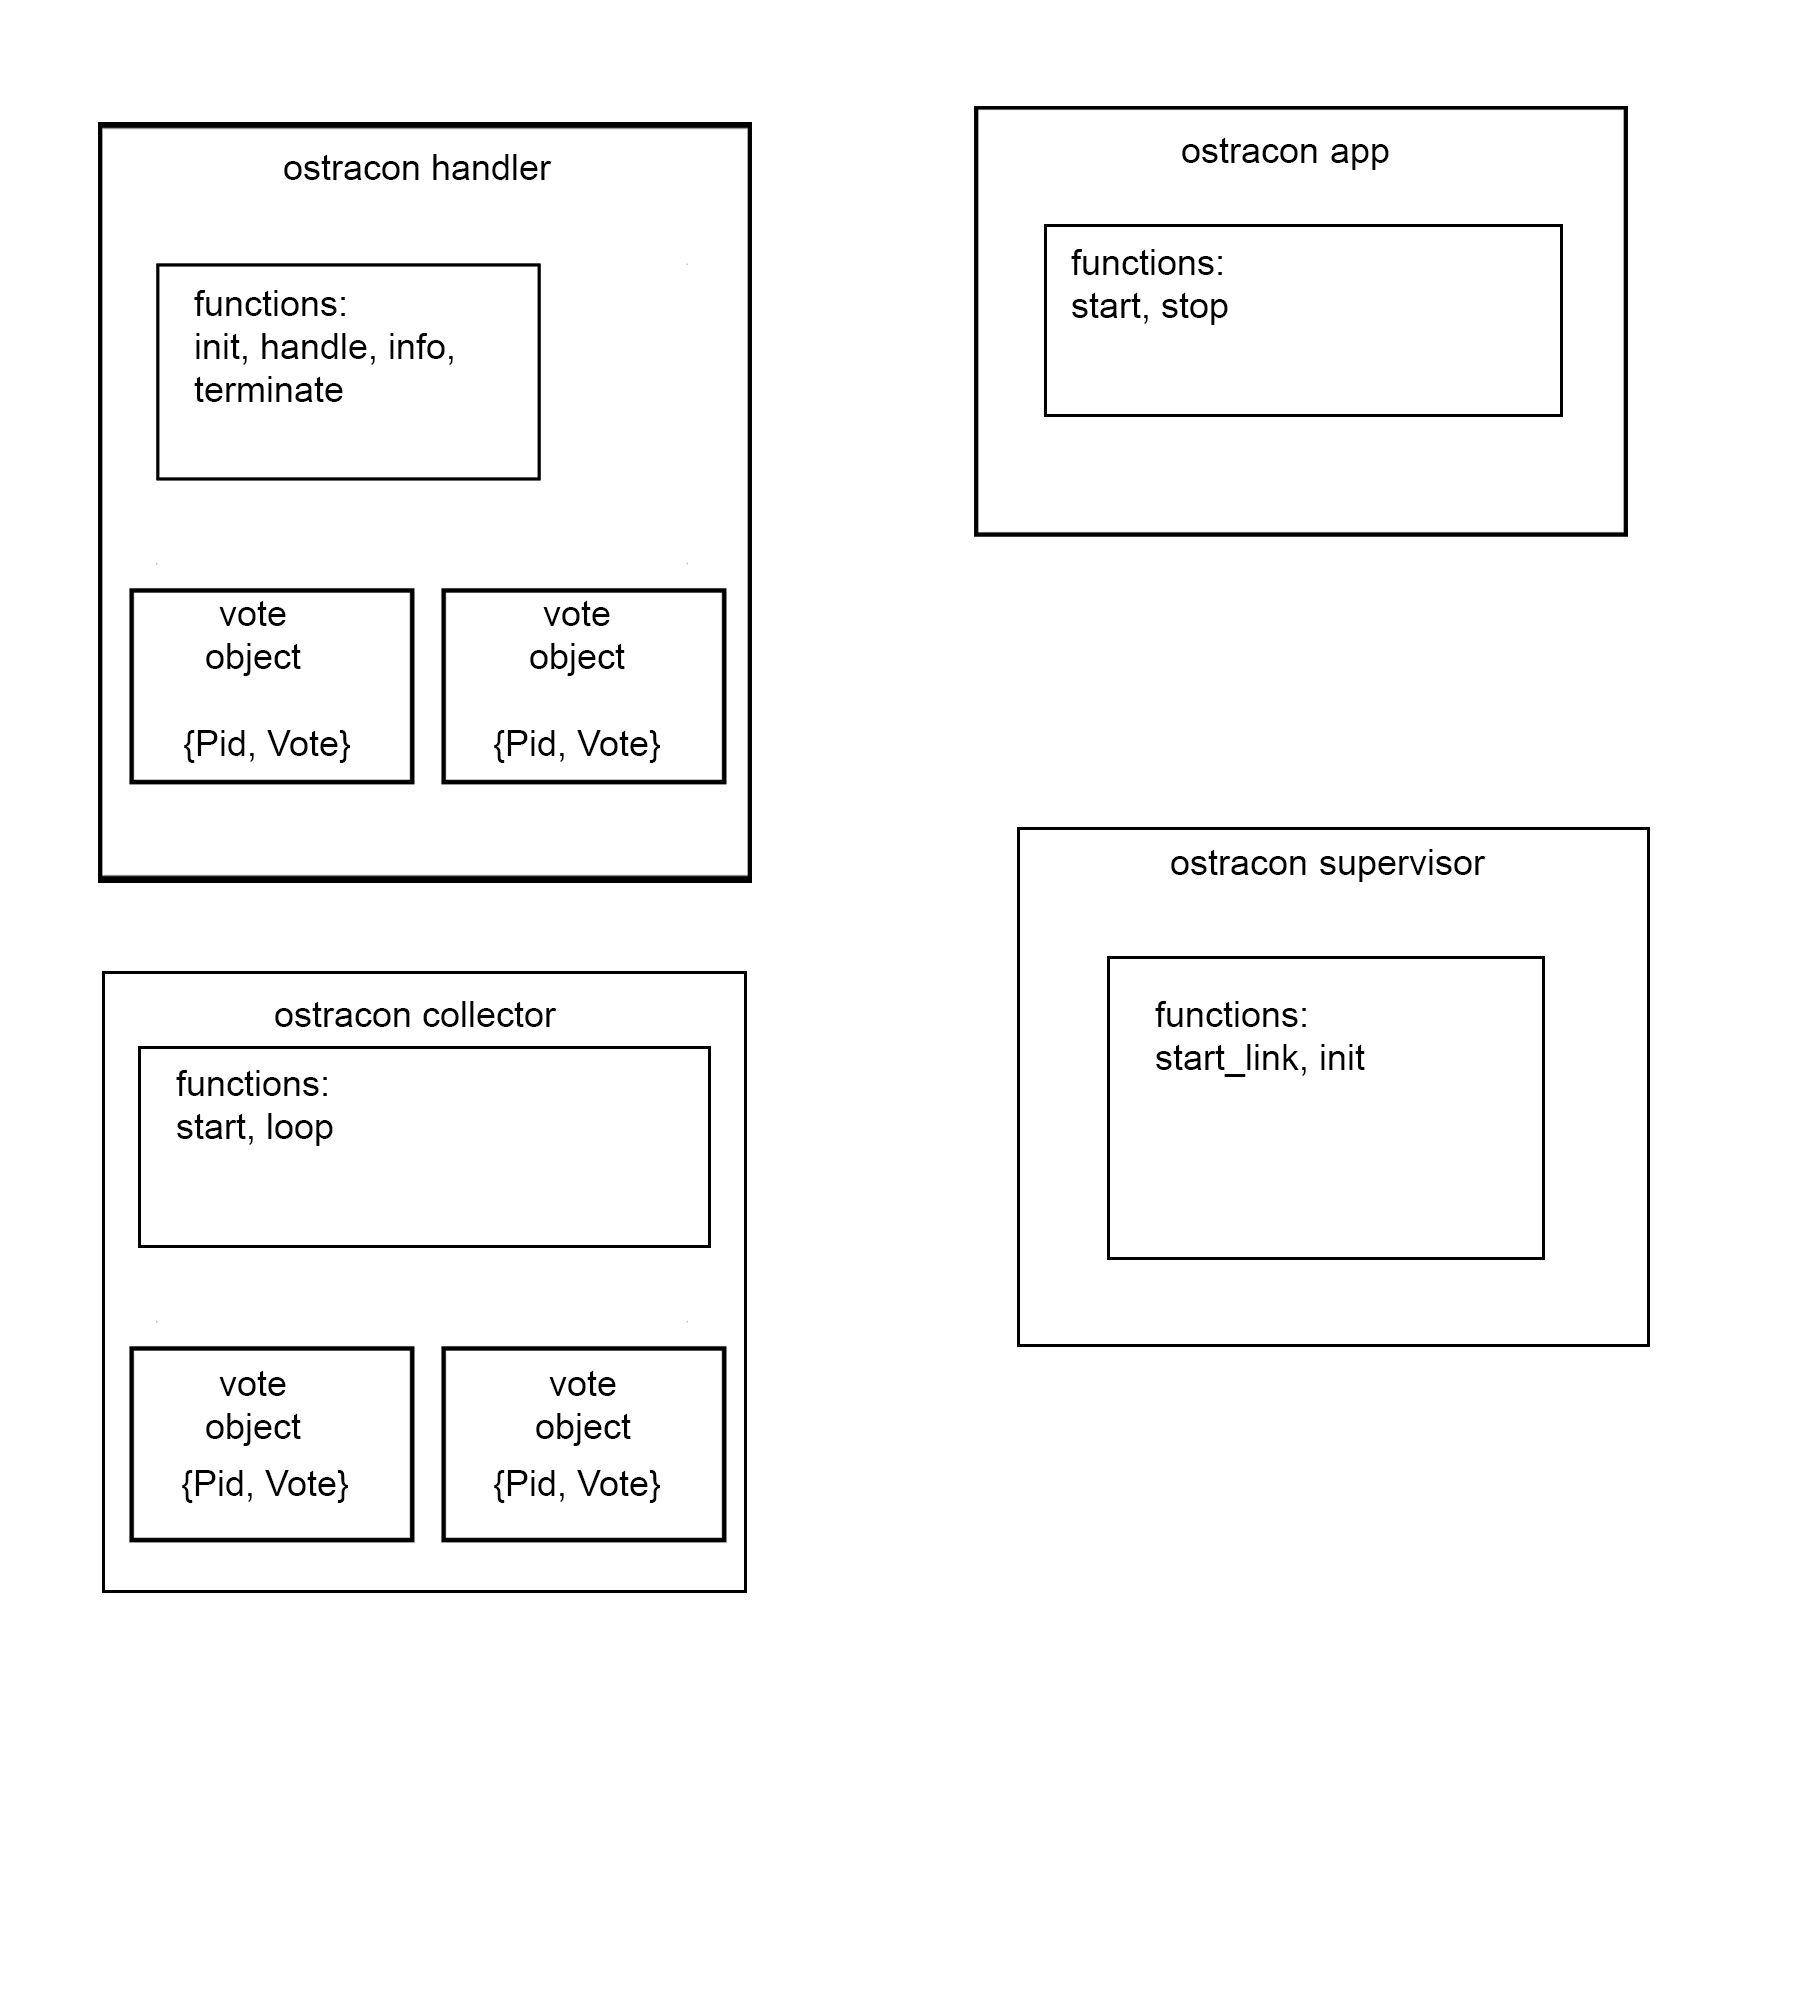 ostracon handler
functions:
init, handle, info,
terminate
vote
object
{Pid, Vote}
vote
object
{Pid, Vote}
ostracon app
functions:
start, stop
ostracon collector
functions:
start, loop
vote
object
{Pid, Vote}
vote
object
{Pid, Vote}
ostracon supervisor
functions:
start_link, init